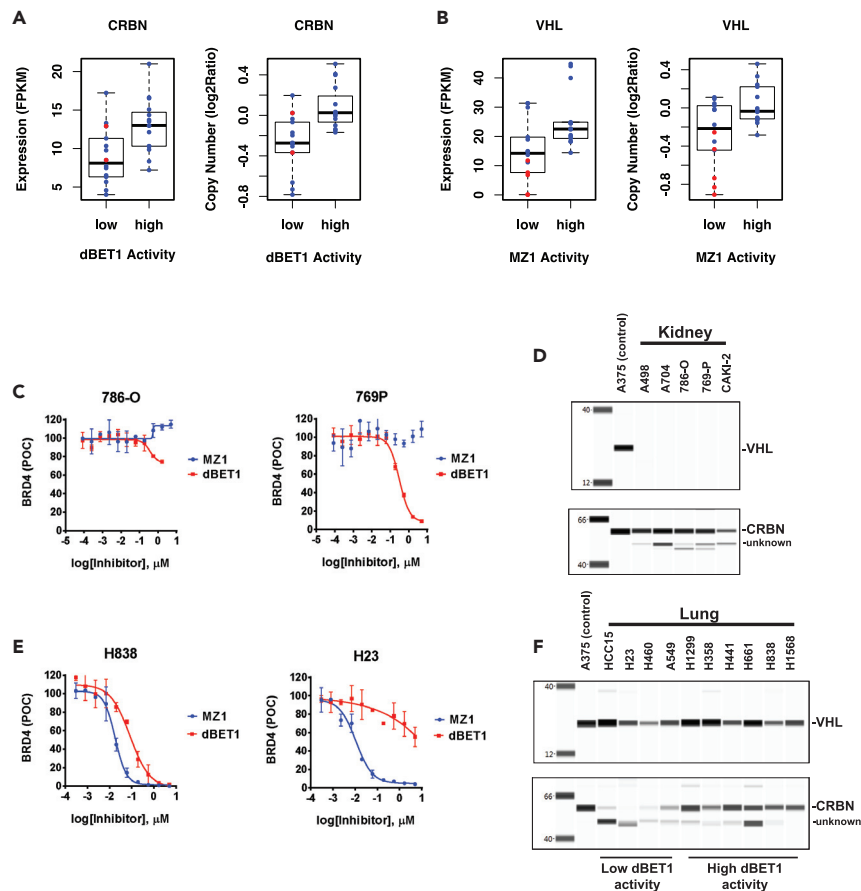 A
CRBN
Expression (FPKM)
20
15
10
5
low high
dBET1 Activity
CRBN
Copy Number (log2Ratio)
0.4
0.0
-0.4
-0.8
low high
dBET1 Activity
B
VHL
Expression (FPKM)
40
30
20
10
0
low high
MZ1 Activity
VHL
Copy Number (log2Ratio)
0.4
0.0
-0.4
-0.8
low high
MZ1 Activity
C
786-O
BRD4 (POC)
120
100
80
60
40
20
0
-5 -4 -3 -2 -1 0 1
log[Inhibitor], µM
MZ1
dBET1
769P
BRD4 (POC)
120
100
80
60
40
20
0
-5 -4 -3 -2 -1 0 1
log[Inhibitor], µM
MZ1
dBET1
D
Kidney
A375 (control)
A498
A704
786-O
769-P
CAKI-2
40
12
-VHL
66
40
-CRBN
-unknown
E
H838
BRD4 (POC)
120
100
80
60
40
20
0
-4 -3 -2 -1 0 1
log[Inhibitor], µM
MZ1
dBET1
H23
BRD4 (POC)
120
100
80
60
40
20
0
-4 -3 -2 -1 0 1
log[Inhibitor], µM
MZ1
dBET1
F
Lung
A375 (control)
HCC15
H23
H460
A549
H1299
H358
H441
H661
H838
H1568
40
12
-VHL
66
40
-CRBN
-unknown
Low dBET1
activity
High dBET1
activity